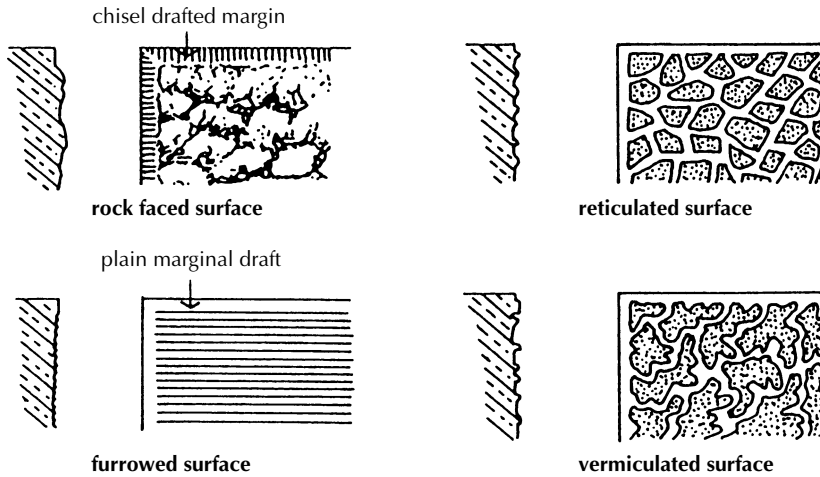 chisel drafted margin
rock faced surface
reticulated surface
plain marginal draft
furrowed surface
vermiculated surface